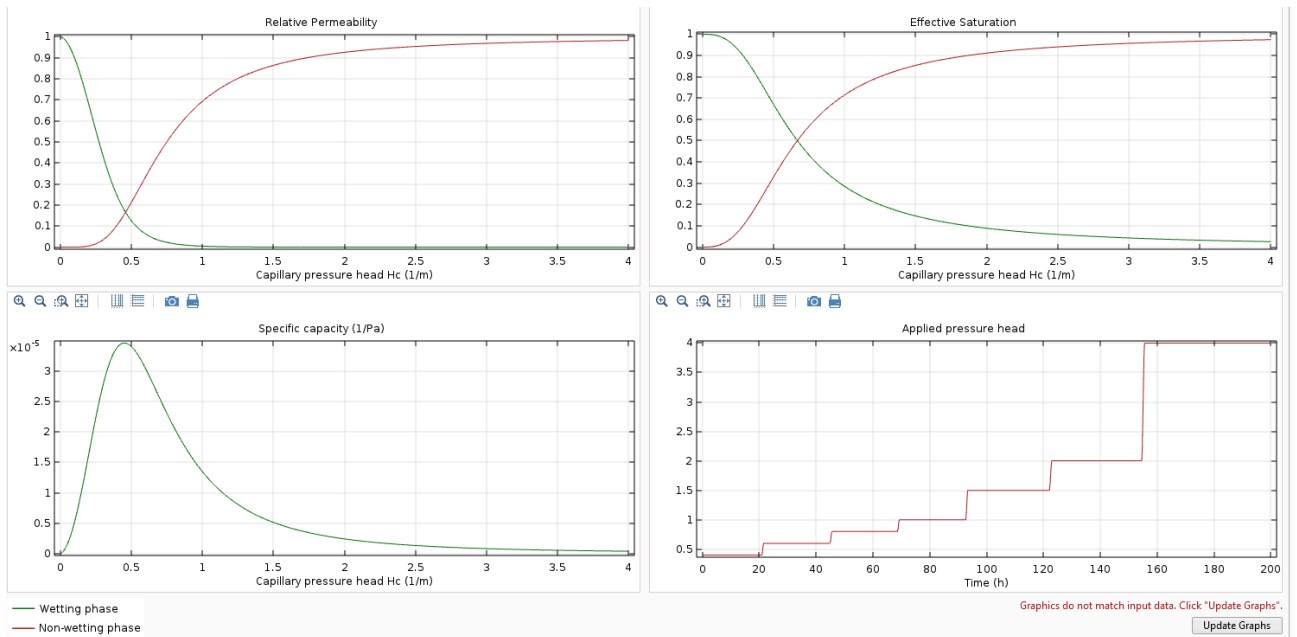 Relative Permeability
1
0.9
0.8
0.7
0.6
0.5
0.4
0.3
0.2
0.1
0
0 0.5 1 1.5 2 2.5 3 3.5 4
Capillary pressure head Hc (1/m)
Effective Saturation
1
0.9
0.8
0.7
0.6
0.5
0.4
0.3
0.2
0.1
0
0 0.5 1 1.5 2 2.5 3 3.5 4
Capillary pressure head Hc (1/m)
Specific capacity (1/Pa)
×10⁻⁵
3
2.5
2
1.5
1
0.5
0
0 0.5 1 1.5 2 2.5 3 3.5 4
Capillary pressure head Hc (1/m)
Applied pressure head
4
3.5
3
2.5
2
1.5
1
0.5
0 20 40 60 80 100 120 140 160 180 200
Time (h)
Wetting phase
Non-wetting phase
Graphics do not match input data. Click "Update Graphs".
Update Graphs